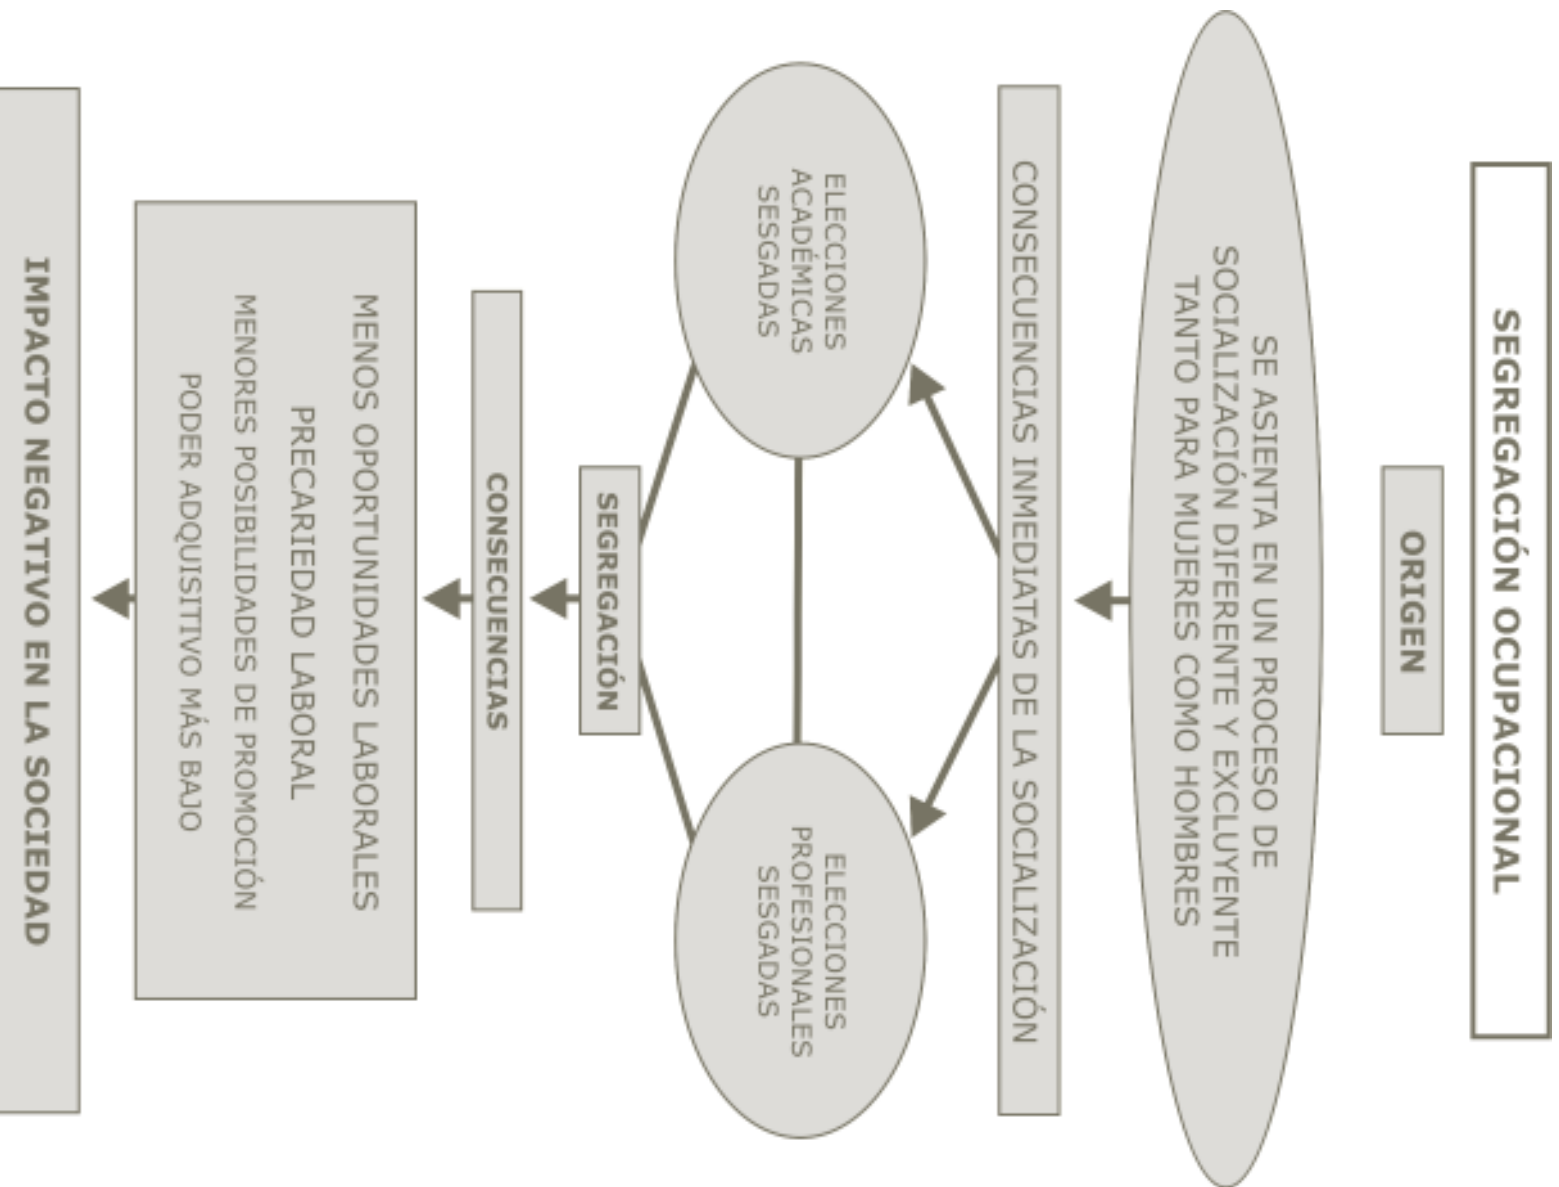 SEGREGACIÓN OCUPACIONAL
ORIGEN
SE ASIENTA EN UN PROCESO DE
SOCIALIZACIÓN DIFERENTE Y EXCLUYENTE
TANTO PARA MUJERES COMO HOMBRES
CONSECUENCIAS INMEDIATAS DE LA SOCIALIZACIÓN
ELECCIONES
ACADÉMICAS
SESGADAS
ELECCIONES
PROFESIONALES
SESGADAS
SEGREGACIÓN
CONSECUENCIAS
MENOS OPORTUNIDADES LABORALES
PRECARIEDAD LABORAL
MENORES POSIBILIDADES DE PROMOCIÓN
PODER ADQUISITIVO MÁS BAJO
IMPACTO NEGATIVO EN LA SOCIEDAD